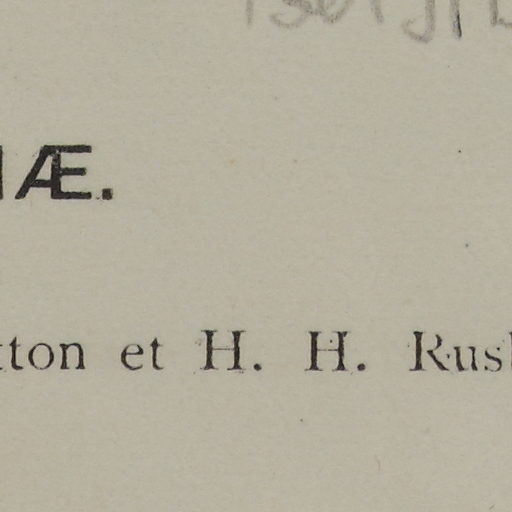 Æ.
tton et H. H. Rus